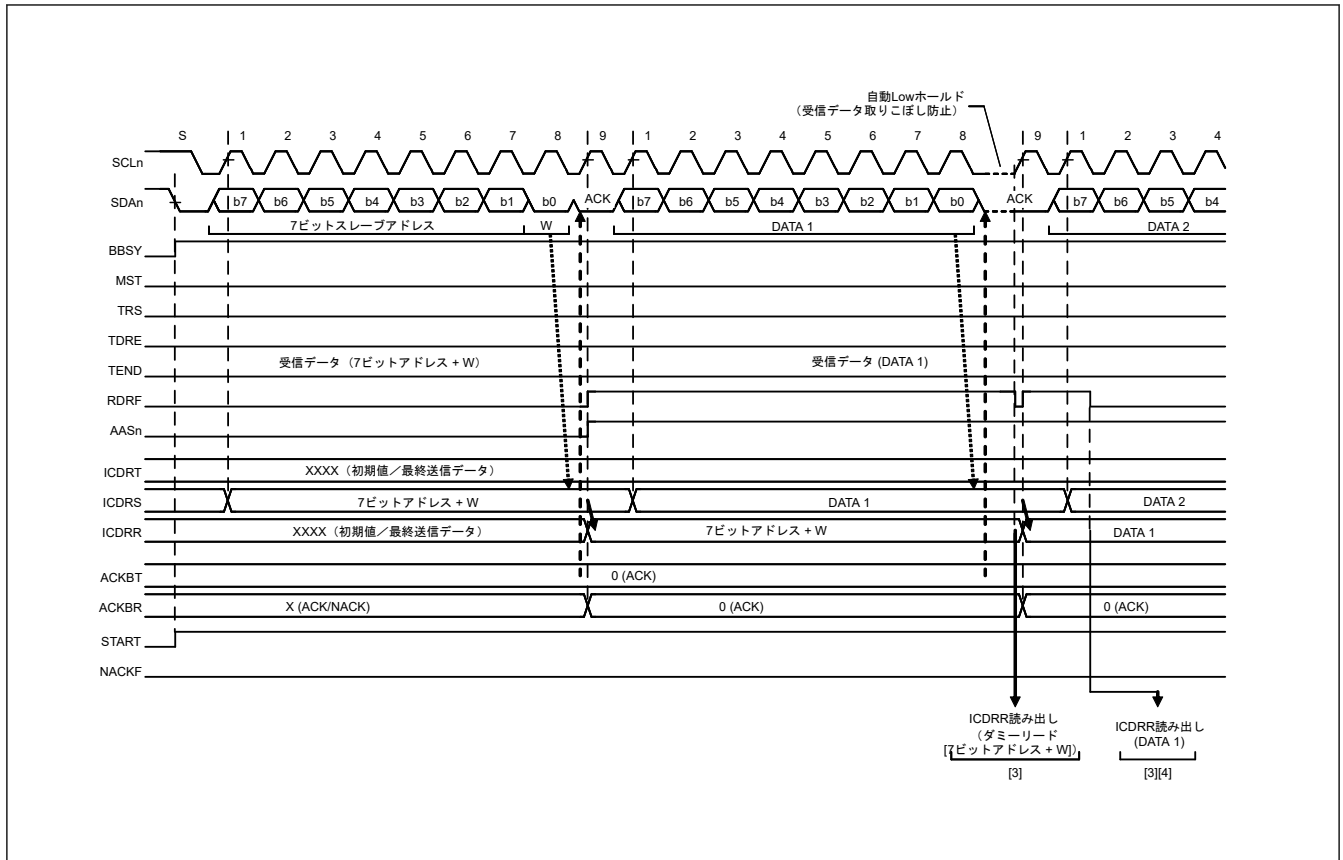 自動Lowホールド
（受信データ取りこぼし防止）
S 1 2 3 4 5 6 7 8 9 1 2 3 4 5 6 7 8 9 1 2 3 4
SCLn
SDAn b7 b6 b5 b4 b3 b2 b1 b0 ACK b7 b6 b5 b4 b3 b2 b1 b0 ACK b7 b6 b5 b4
7ビットスレーブアドレス W DATA 1 DATA 2
BBSY
MST
TRS
TDRE
受信データ（7ビットアドレス + W） 受信データ (DATA 1)
TEND
RDRF
AASn
ICDRT XXXX（初期値／最終送信データ）
ICDRS 7ビットアドレス + W DATA 1 DATA 2
ICDRR XXXX（初期値／最終送信データ） 7ビットアドレス + W DATA 1
ACKBT 0 (ACK)
ACKBR X (ACK/NACK) 0 (ACK) 0 (ACK)
START
NACKF
ICDRR読み出し
（ダミーリード
[7ビットアドレス + W]）
[3]
ICDRR読み出し
(DATA 1)
[3][4]